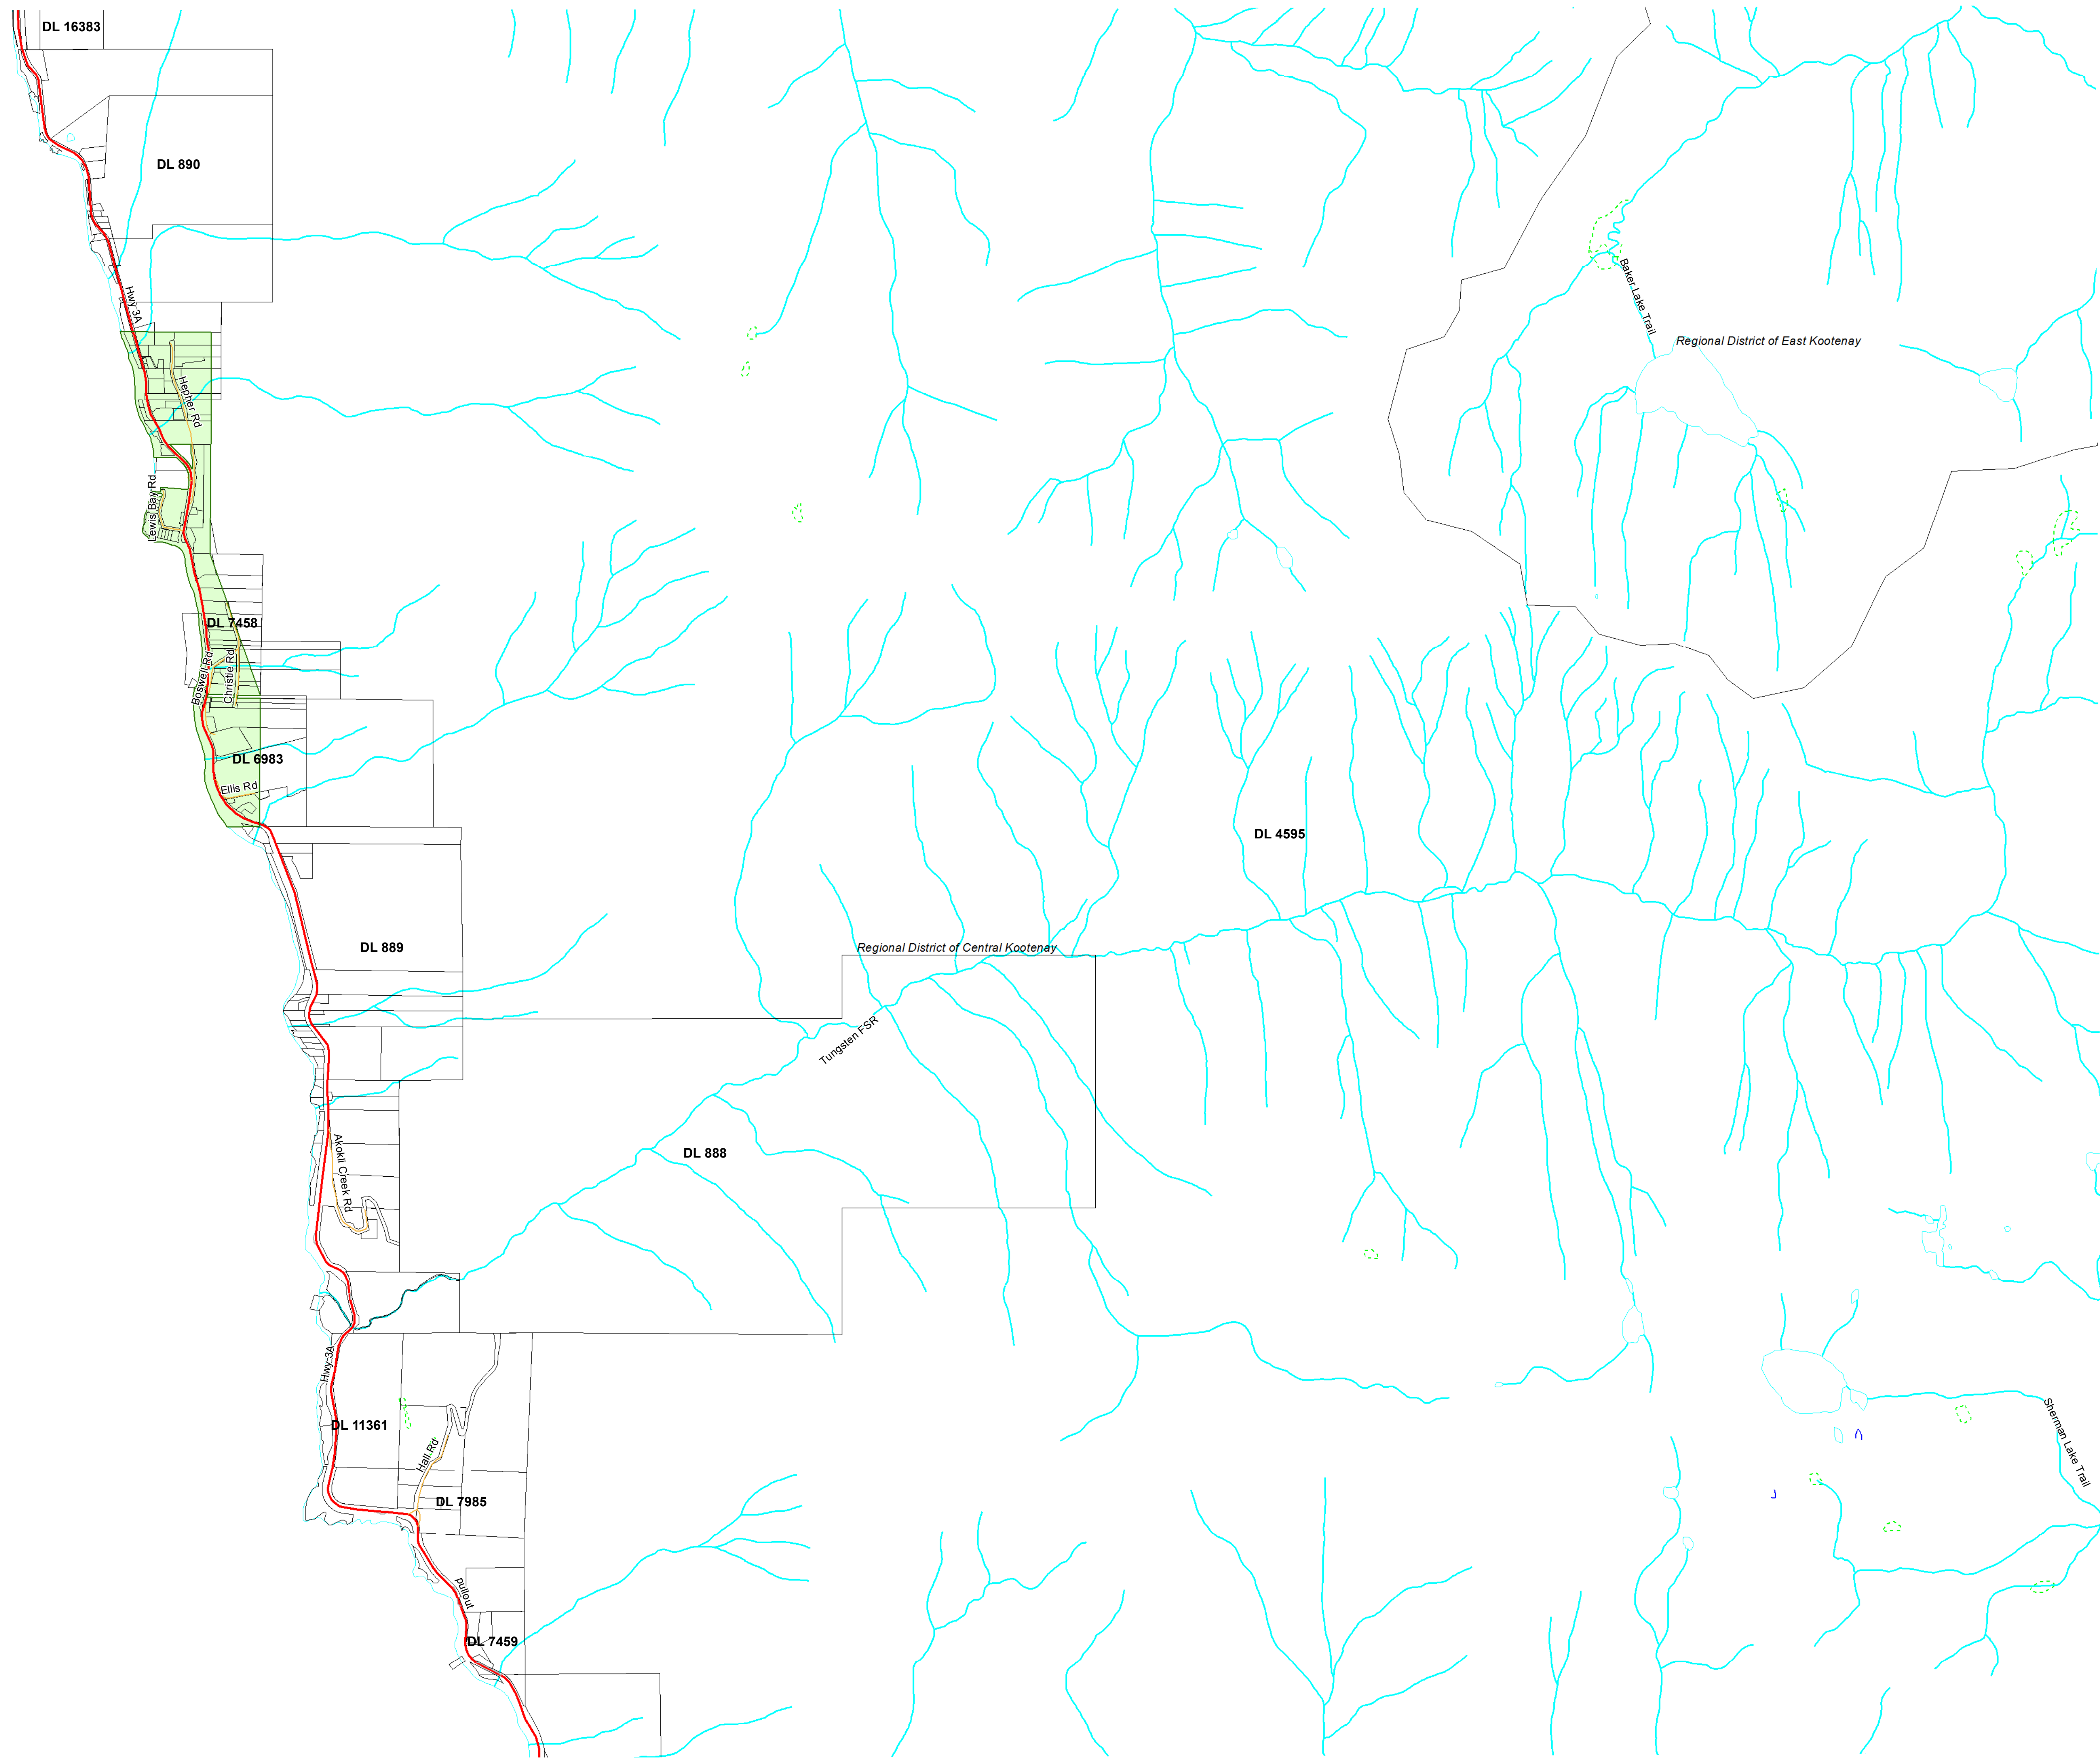 DL 16383
DL 890
Hwy 3A
Baker Lake Trail
Regional District of East Kootenay
Hepher Rd
Lewis Bay Rd
DL 7458
Boswell Rd
Christie Rd
DL 6983
Ellis Rd
DL 4595
DL 889
Regional District of Central Kootenay
Tungsten FSR
DL 888
Akokli Creek Rd
Hwy 3A
DL 11361
Sherman Lake Trail
Hall Rd
DL 7985
pullout
DL 7459